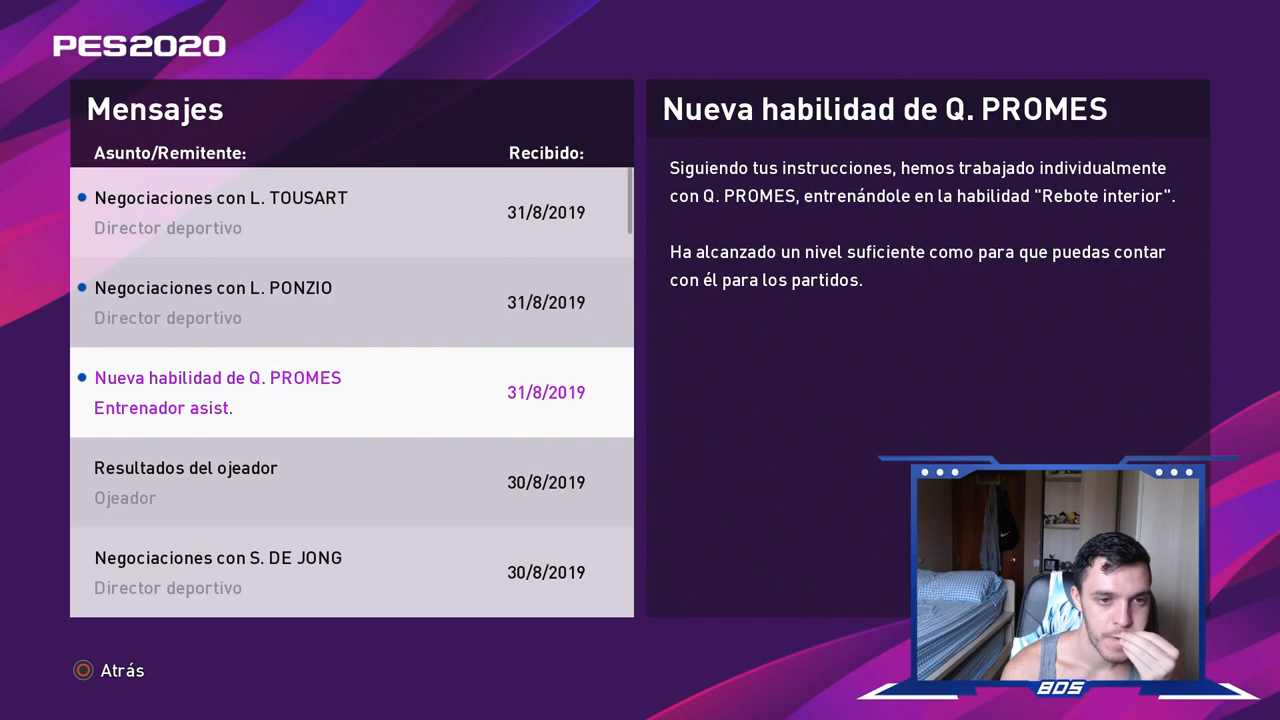 PES2020
Mensajes
Asunto/Remitente: Recibido:
Negociaciones con L. TOUSART
Director deportivo
31/8/2019
Negociaciones con L. PONZIO
Director deportivo
31/8/2019
Nueva habilidad de Q. PROMES
Entrenador asist.
31/8/2019
Resultados del ojeador
Ojeador
30/8/2019
Negociaciones con S. DE JONG
Director deportivo
30/8/2019
Nueva habilidad de Q. PROMES
Siguiendo tus instrucciones, hemos trabajado individualmente
con Q. PROMES, entrenándole en la habilidad "Rebote interior".
Ha alcanzado un nivel suficiente como para que puedas contar
con él para los partidos.
Atrás
BDS